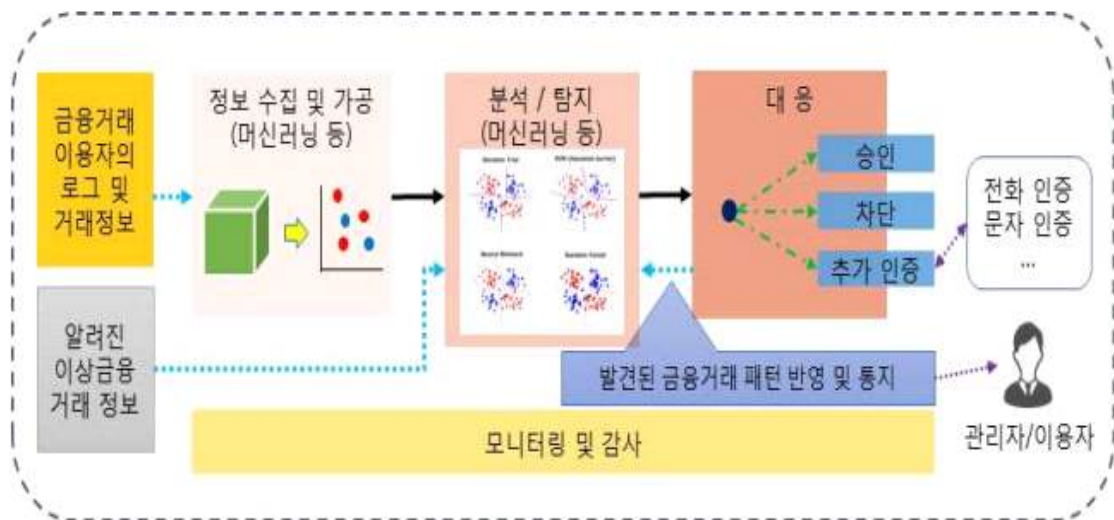 금융거래
이용자의
로그 및
거래정보
정보 수집 및 가공
(머신러닝 등)
분석 / 탐지
(머신러닝 등)
대 응
승인
차단
추가 인증
전화 인증
문자 인증
...
알려진
이상금융
거래 정보
발견된 금융거래 패턴 반영 및 통지
관리자/이용자
모니터링 및 감사